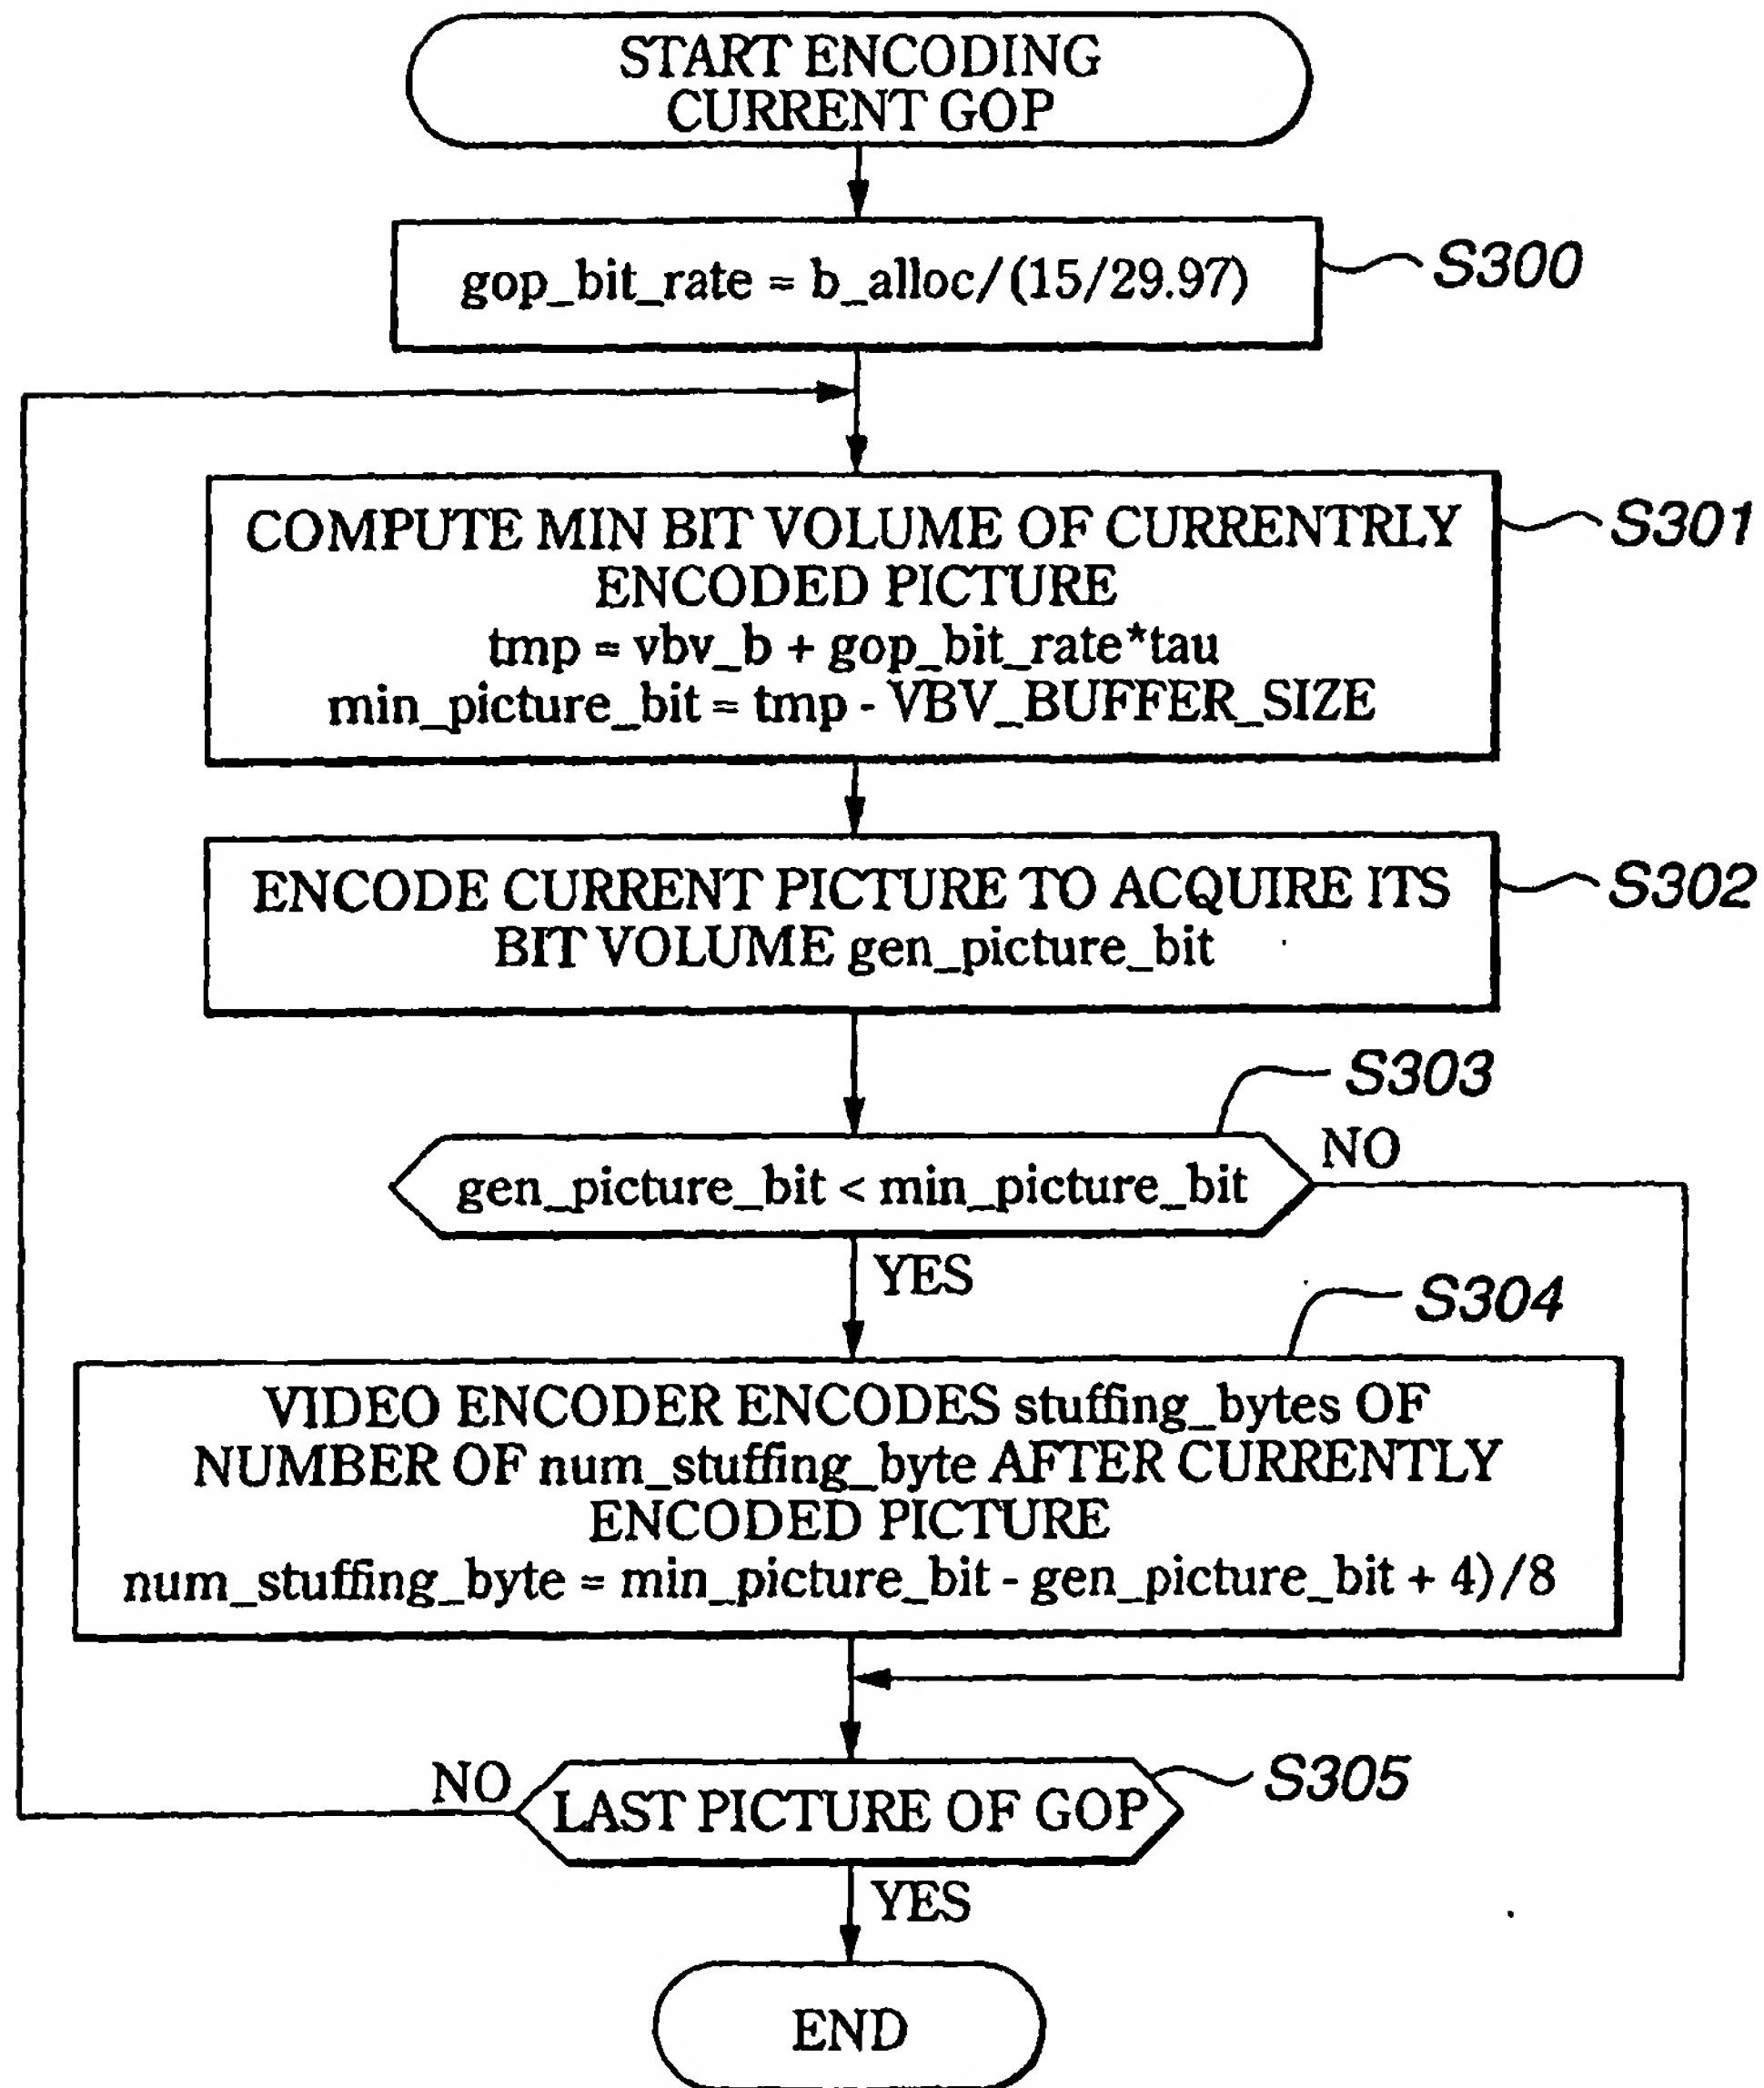 START ENCODING
CURRENT GOP
gop_bit_rate = b_alloc/(15/29.97)
S300
COMPUTE MIN BIT VOLUME OF CURRENTRLY
ENCODED PICTURE
tmp = vbv_b + gop_bit_rate*tau
min_picture_bit = tmp - VBV_BUFFER_SIZE
S301
ENCODE CURRENT PICTURE TO ACQUIRE ITS
BIT VOLUME gen_picture_bit
S302
S303
gen_picture_bit < min_picture_bit
NO
YES
S304
VIDEO ENCODER ENCODES stuffing_bytes OF
NUMBER OF num_stuffing_byte AFTER CURRENTLY
ENCODED PICTURE
num_stuffing_byte = min_picture_bit - gen_picture_bit + 4)/8
NO
LAST PICTURE OF GOP
S305
YES
END